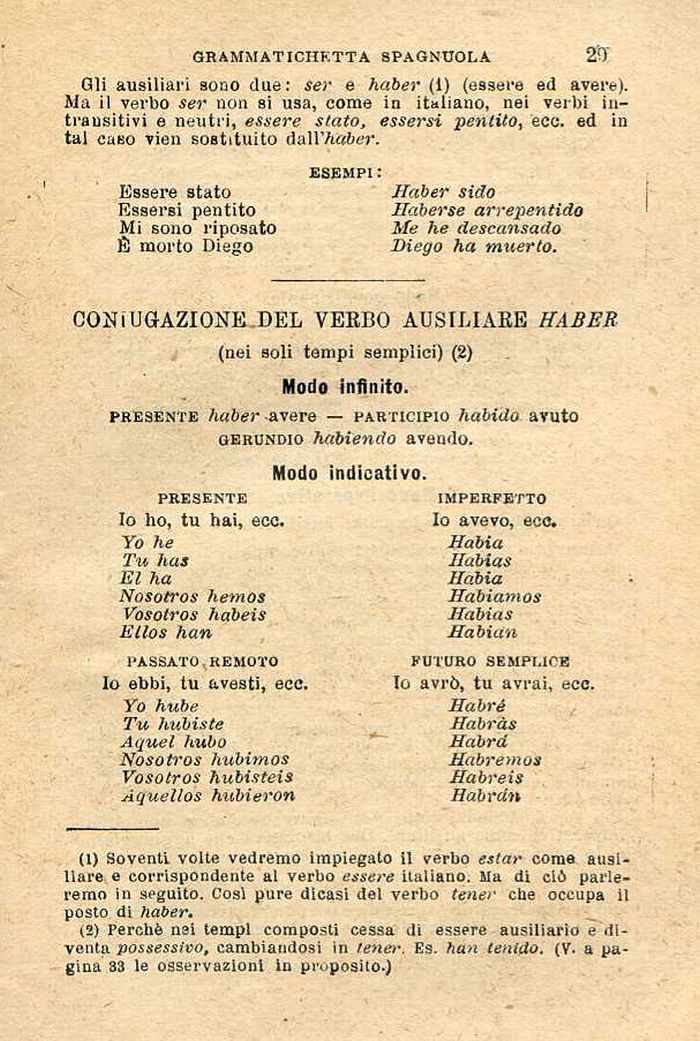 GRAMMATICHETTA SPAGNUOLA 29
Gli ausiliari sono due: ser e haber (1) (essere ed avere).
Ma il verbo ser non si usa, come in italiano, nei verbi in-
transitivi e neutri, essere stato, essersi pentito, ecc. ed in
tal caso vien sostituito dall'haber.
ESEMPI:
Essere stato Haber sido
Essersi pentito Haberse arrepentido
Mi sono riposato Me he descansado
È morto Diego Diego ha muerto.
CONIUGAZIONE DEL VERBO AUSILIARE HABER
(nei soli tempi semplici) (2)
Modo infinito.
PRESENTE haber avere — PARTICIPIO habido avuto
GERUNDIO habiendo avendo.
Modo indicativo.
PRESENTE
Io ho, tu hai, ecc.
Yo he
Tu has
El ha
Nosotros hemos
Vosotros habeis
Ellos han
IMPERFETTO
Io avevo, ecc.
Habia
Habias
Habia
Habiamos
Habias
Habian
PASSATO REMOTO
Io ebbi, tu avesti, ecc.
Yo hube
Tu hubiste
Aquel hubo
Nosotros hubimos
Vosotros hubisteis
Aquellos hubieron
FUTURO SEMPLICE
Io avrò, tu avrai, ecc.
Habré
Habràs
Habrá
Habremos
Habreis
Habrán
(1) Soventi volte vedremo impiegato il verbo estar come ausi-
liare e corrispondente al verbo essere italiano. Ma di ciò parle-
remo in seguito. Così pure dicasi del verbo tener che occupa il
posto di haber.
(2) Perchè nei tempi composti cessa di essere ausiliario e di-
venta possessivo, cambiandosi in tener. Es. han tenido. (V. a pa-
gina 33 le osservazioni in proposito.)